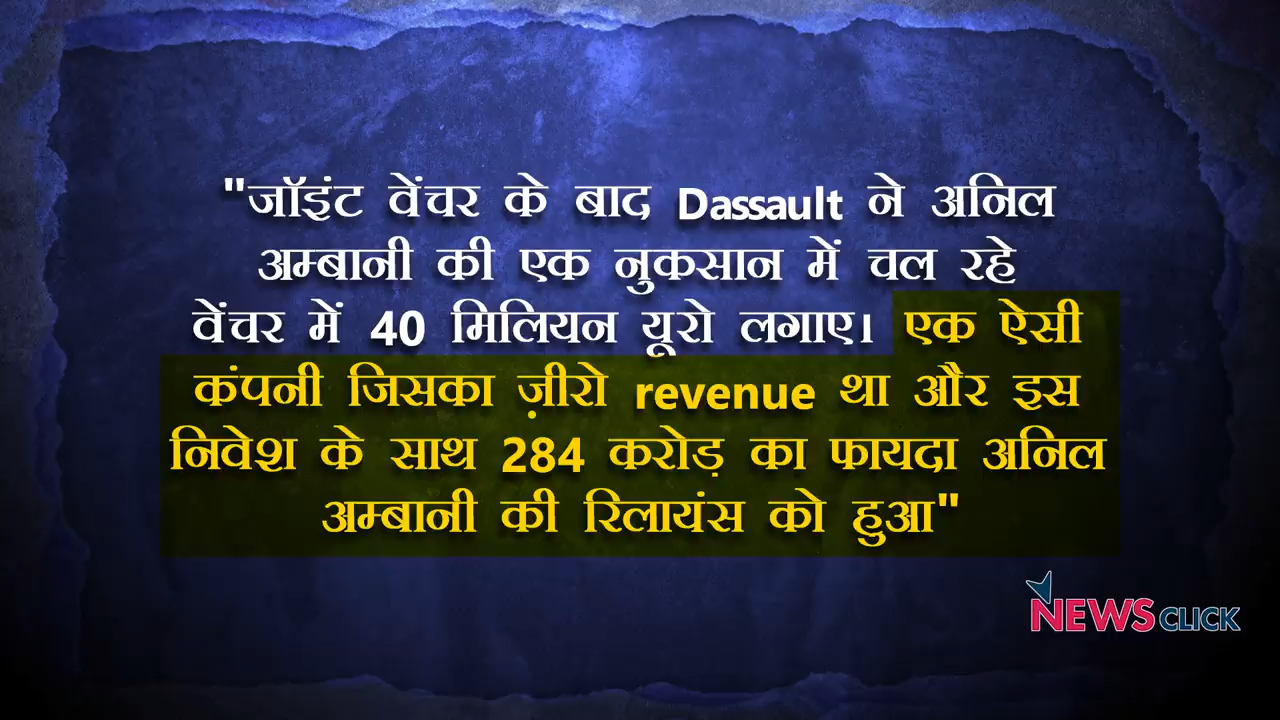 "जॉइंट वेंचर के बाद Dassault ने अनिल
अम्बानी की एक नुकसान में चल रहे
वेंचर में 40 मिलियन यूरो लगाए। एक ऐसी
कंपनी जिसका ज़ीरो revenue था और इस
निवेश के साथ 284 करोड़ का फायदा अनिल
अम्बानी की रिलायंस को हुआ"
NEWSCLICK